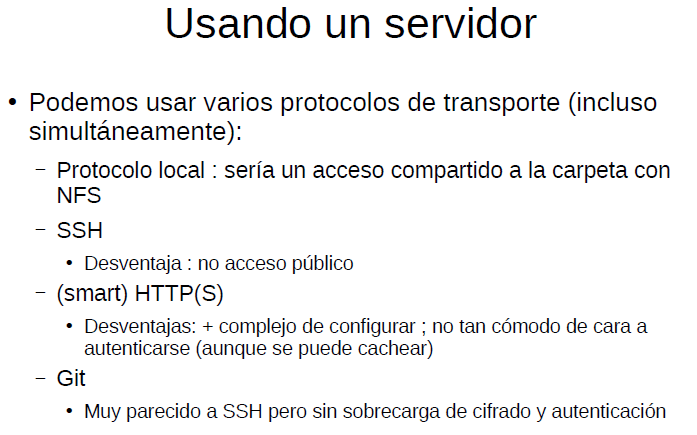 Usando un servidor
• Podemos usar varios protocolos de transporte (incluso
simultáneamente):
– Protocolo local : sería un acceso compartido a la carpeta con
NFS
– SSH
• Desventaja : no acceso público
– (smart) HTTP(S)
• Desventajas: + complejo de configurar ; no tan cómodo de cara a
autenticarse (aunque se puede cachear)
– Git
• Muy parecido a SSH pero sin sobrecarga de cifrado y autenticación